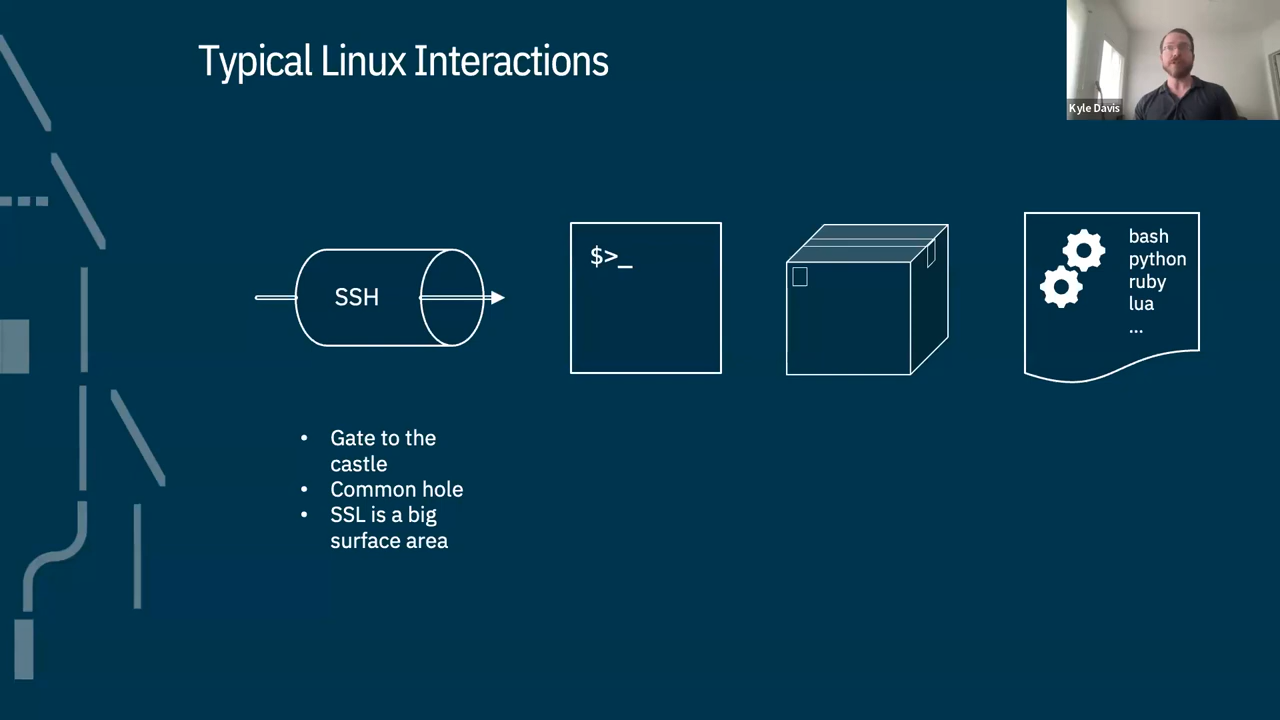 Typical Linux Interactions
Kyle Davis
SSH
$>_
bash
python
ruby
lua
...
• Gate to the
castle
• Common hole
• SSL is a big
surface area